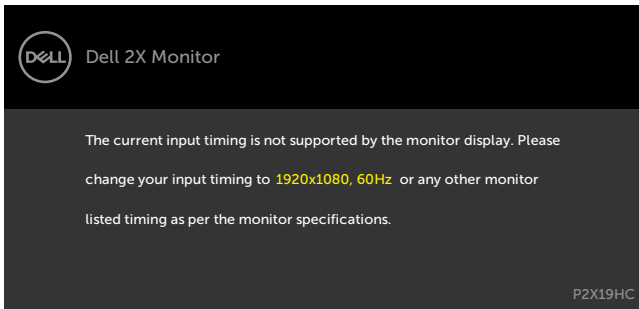 DELL
Dell 2X Monitor
The current input timing is not supported by the monitor display. Please
change your input timing to 1920x1080, 60Hz or any other monitor
listed timing as per the monitor specifications.
P2X19HC